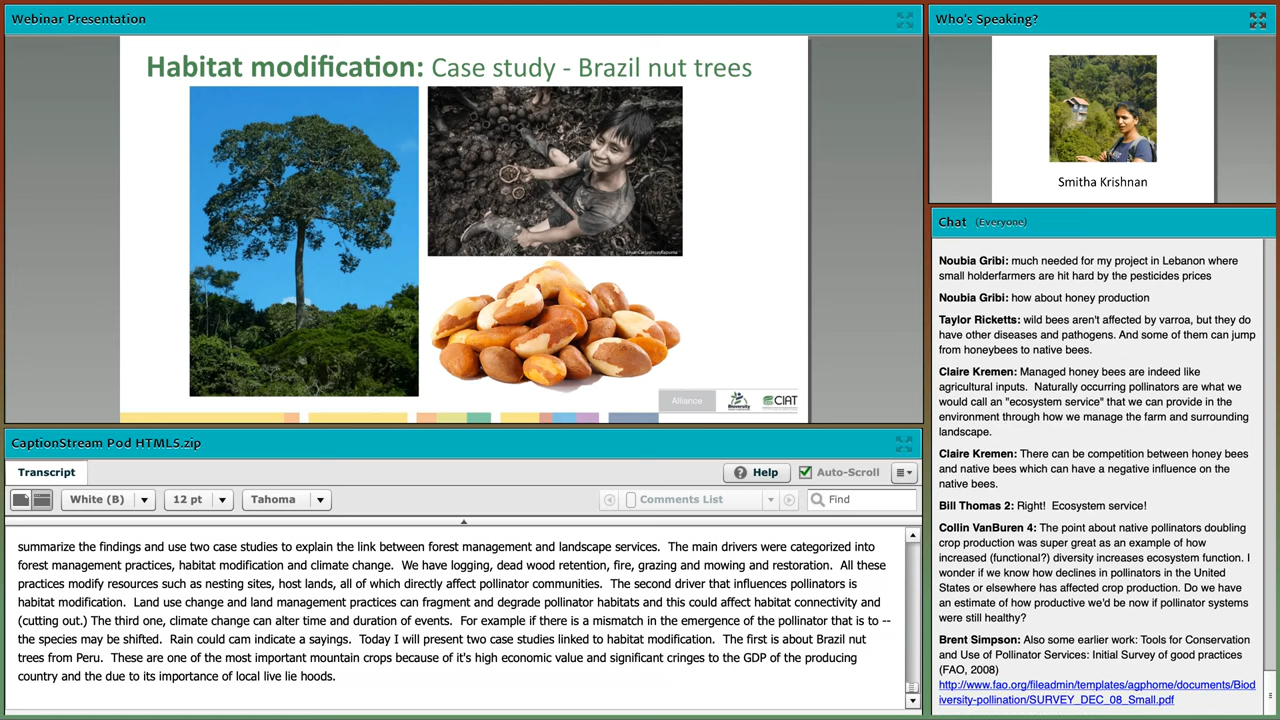 Webinar Presentation
Habitat modification: Case study - Brazil nut trees
Alliance
Bioversity
CIAT
Who's Speaking?
Smitha Krishnan
Chat (Everyone)
Noubia Gribi: much needed for my project in Lebanon where
small holderfarmers are hit hard by the pesticides prices
Noubia Gribi: how about honey production
Taylor Ricketts: wild bees aren't affected by varroa, but they do
have other diseases and pathogens. And some of them can jump
from honeybees to native bees.
Claire Kremen: Managed honey bees are indeed like
agricultural inputs. Naturally occurring pollinators are what we
would call an "ecosystem service" that we can provide in the
environment through how we manage the farm and surrounding
landscape.
Claire Kremen: There can be competition between honey bees
and native bees which can have a negative influence on the
native bees.
Bill Thomas 2: Right! Ecosystem service!
Collin VanBuren 4: The point about native pollinators doubling
crop production was super great as an example of how
increased (functional?) diversity increases ecosystem function. I
wonder if we know how declines in pollinators in the United
States or elsewhere has affected crop production. Do we have
an estimate of how productive we'd be now if pollinator systems
were still healthy?
Brent Simpson: Also some earlier work: Tools for Conservation
and Use of Pollinator Services: Initial Survey of good practices
(FAO, 2008)
http://www.fao.org/fileadmin/templates/agphome/documents/Biod
iversity-pollination/SURVEY_DEC_08_Small.pdf
CaptionStream Pod HTML5.zip
Transcript
Help
Auto-Scroll
White (B)
12 pt
Tahoma
Comments List
Find
summarize the findings and use two case studies to explain the link between forest management and landscape services. The main drivers were categorized into
forest management practices, habitat modification and climate change. We have logging, dead wood retention, fire, grazing and mowing and restoration. All these
practices modify resources such as nesting sites, host lands, all of which directly affect pollinator communities. The second driver that influences pollinators is
habitat modification. Land use change and land management practices can fragment and degrade pollinator habitats and this could affect habitat connectivity and
(cutting out.) The third one, climate change can alter time and duration of events. For example if there is a mismatch in the emergence of the pollinator that is to --
the species may be shifted. Rain could cam indicate a sayings. Today I will present two case studies linked to habitat modification. The first is about Brazil nut
trees from Peru. These are one of the most important mountain crops because of it's high economic value and significant cringes to the GDP of the producing
country and the due to its importance of local live lie hoods.